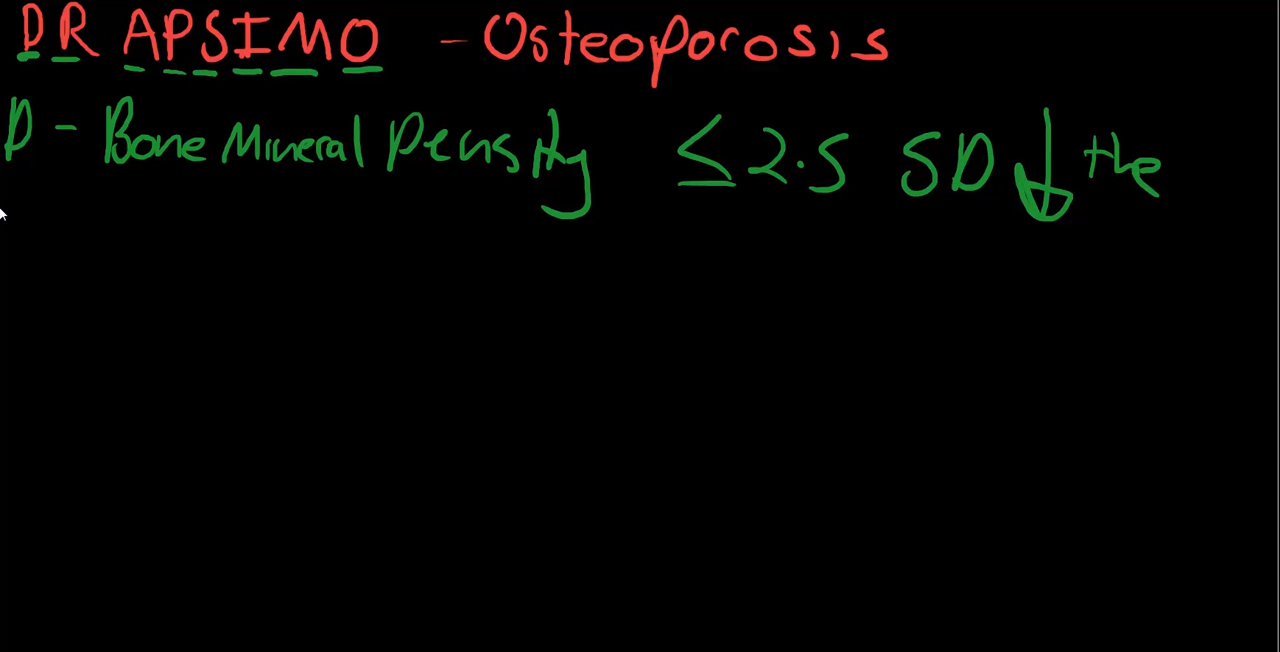 DR APSIMO - Osteoporosis
D - Bone Mineral Density ≤ 2.5 SD ↓ the